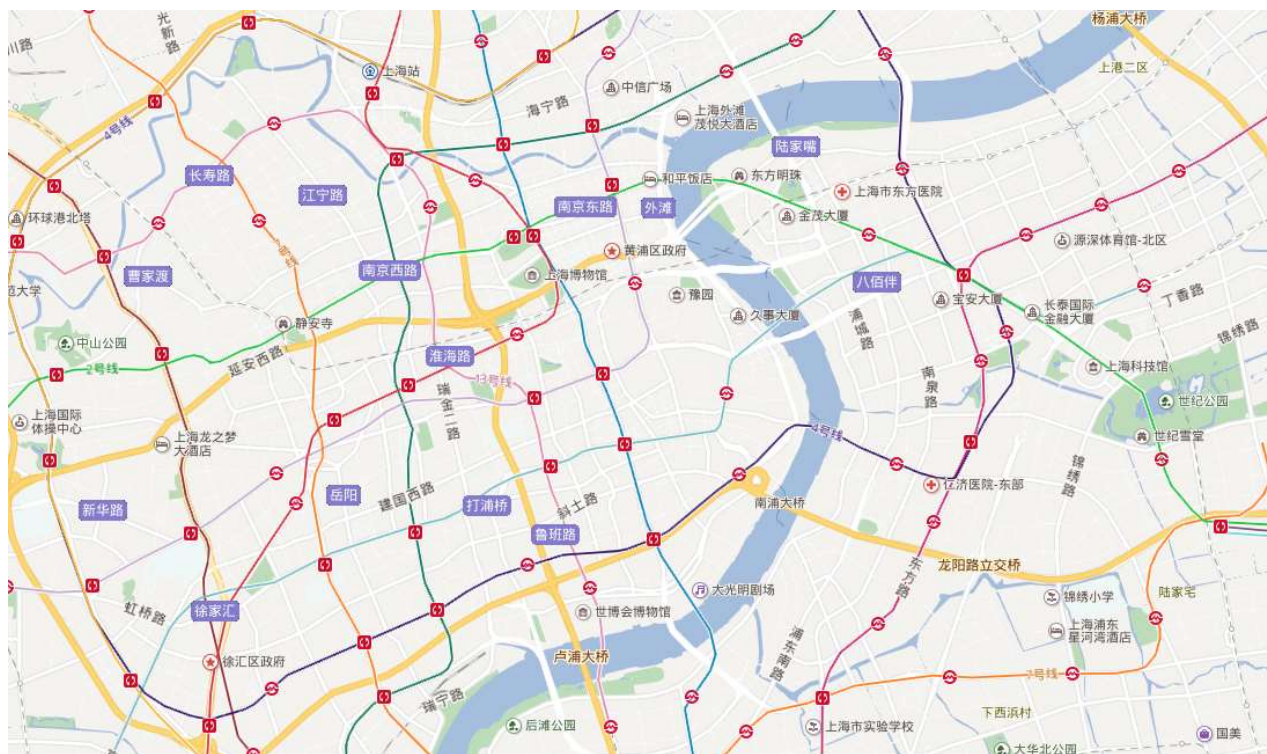 光新路
杨浦大桥
川路
上港二区
上海站
中信广场
海宁路
上海外滩
茂悦大酒店
4号线
陆家嘴
长寿路
江宁路
和平饭店
东方明珠
上海市东方医院
环球港北塔
南京东路
外滩
金茂大厦
源深体育馆-北区
7号线
黄浦区政府
曹家渡
南京西路
上海博物馆
八佰伴
范大学
豫园
宝安大厦
长泰国际
金融大厦
丁香路
静安寺
久事大厦
浦城路
锦绣路
中山公园
延安西路
淮海路
2号线
13号线
上海科技馆
瑞金二路
南泉路
世纪公园
上海国际
体操中心
上海龙之梦
大酒店
4号线
世纪雪堂
锦绣路
仁济医院-东部
岳阳
建国西路
打浦桥
斜土路
南浦大桥
新华路
鲁班路
龙阳路立交桥
东方路
大光明剧场
陆家宅
锦绣小学
虹桥路
徐家汇
世博会博物馆
上海浦东
星河湾酒店
徐汇区政府
卢浦大桥
浦东南路
7号线
瑞宁路
后滩公园
上海市实验学校
下西浜村
国美
大华北公园